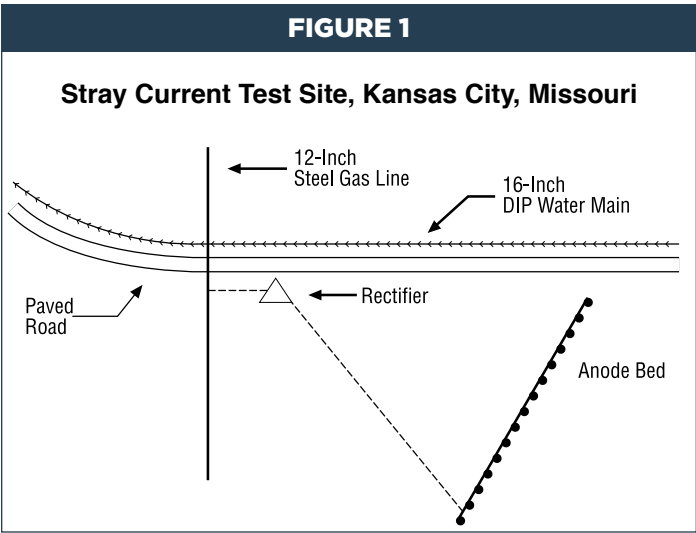 FIGURE 1
Stray Current Test Site, Kansas City, Missouri
12-Inch
Steel Gas Line
16-Inch
DIP Water Main
Paved
Road
Rectifier
Anode Bed